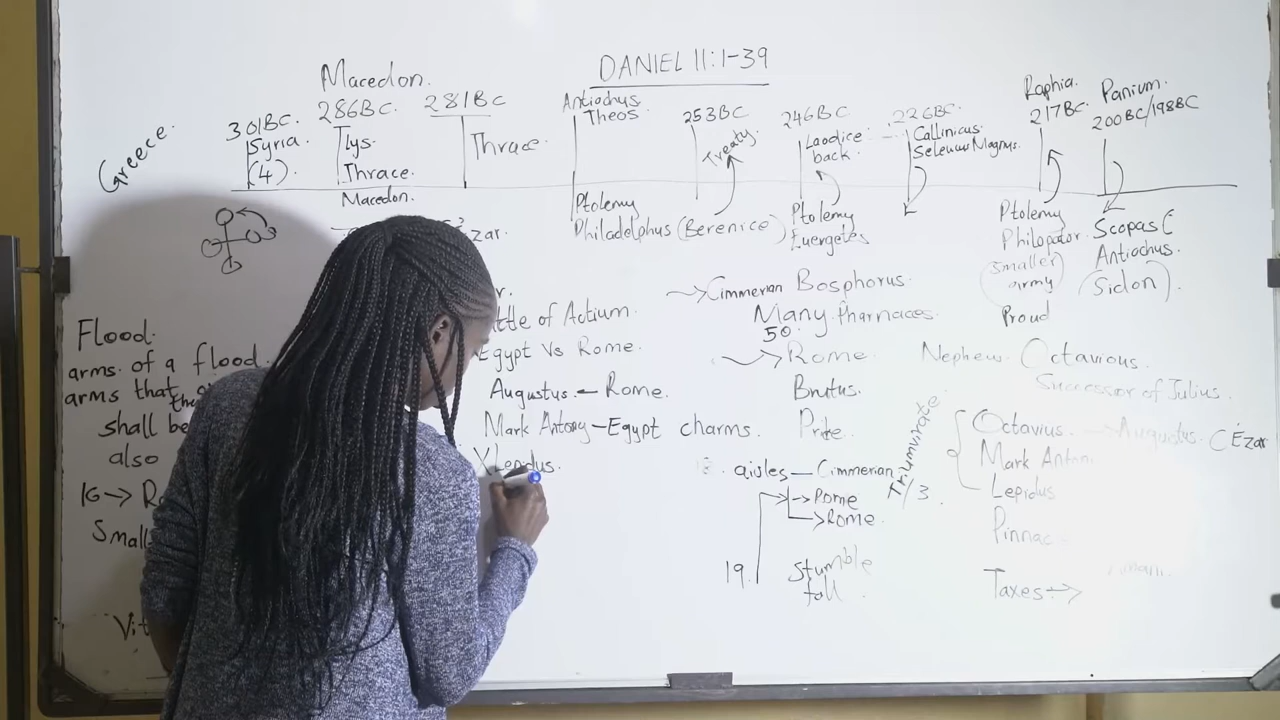 DANIEL 11:1-39
Greece.
301BC.
Syria.
(4)
Macedon.
286BC.
Lys.
Thrace.
Macedon.
281BC
Thrace.
Antiochus
Theos
Ptolemy
Philadelphus (Berenice)
253BC
Treaty.
246BC
Laodice
back.
Ptolemy
Euergetes
226BC.
Callinicus.
Seleucus Magnus.
Raphia.
217BC.
Ptolemy
Philopator.
(smaller
army)
Proud
Panium.
200BC/198BC
Scopas
Antiochus.
(Sidon).
zar.
Flood.
arms. of a flood.
arms that
shall be
also
16 → R
Small
Vi
ttle of Actium.
Egypt Vs Rome.
Augustus. – Rome.
Mark Antony – Egypt charms.
X Lepidus.
→ Cimmerian Bosphorus.
Many Pharnaces.
50.
→ Rome.
Brutus.
Pride.
aisles – Cimmerian
→ Rome
→ Rome.
19.
Stumble
fall
Nephew. Octavious.
Successor of Julius.
Triumvirate.
3.
Octavius. → Augustus. CÉzar
Mark Anton
Lepidus
Pinnac
Taxes →